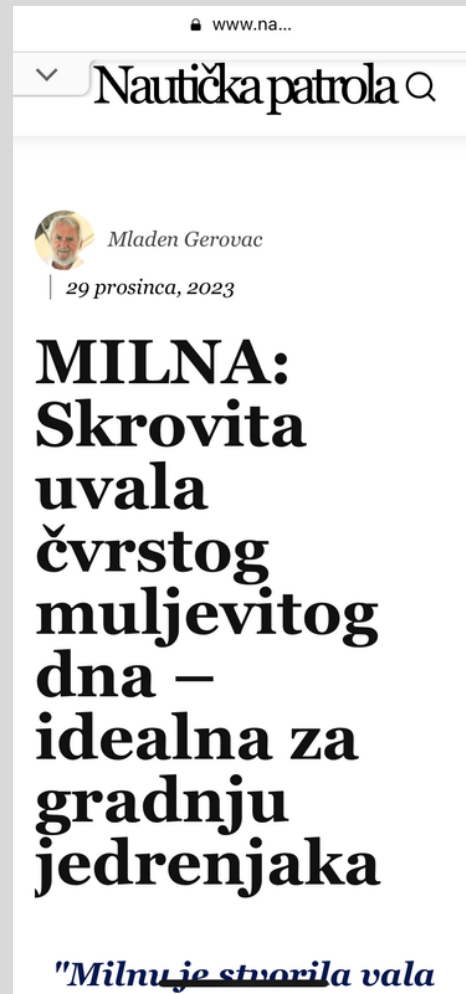 www.na...
Nautička patrola
Mladen Gerovac
29 prosinca, 2023
MILNA:
Skrovita
uvala
čvrstog
muljevitog
dna –
idealna za
gradnju
jedrenjaka
"Milnu je stvorila vala